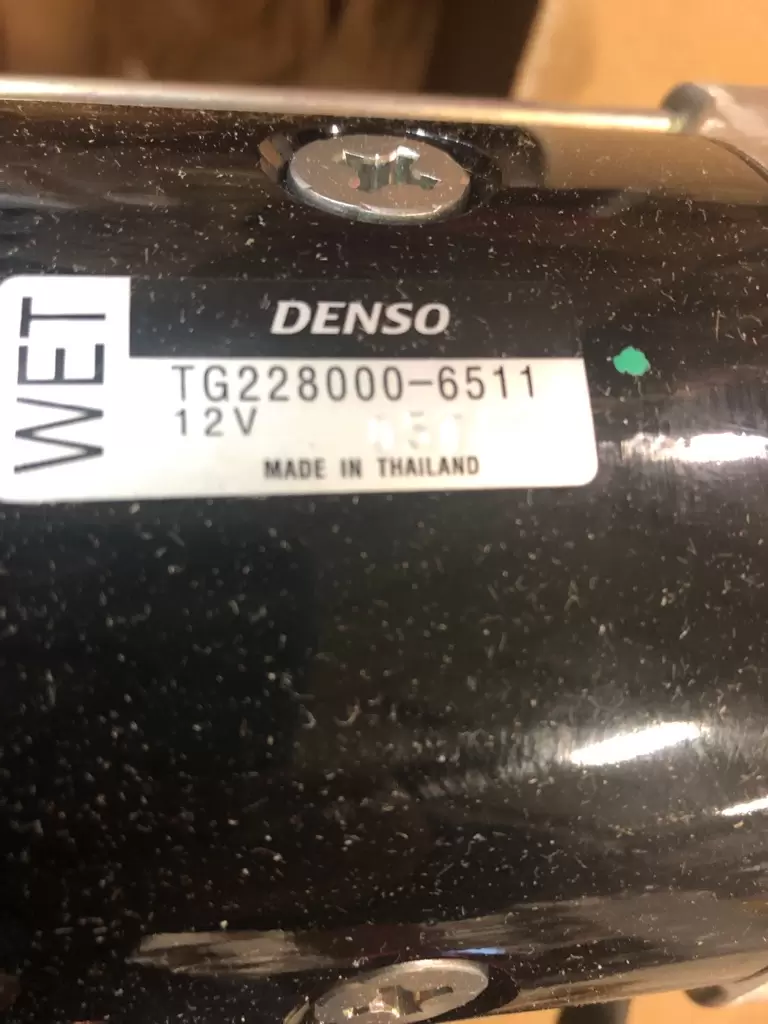 WET
DENSO
TG228000-6511
12V
MADE IN THAILAND